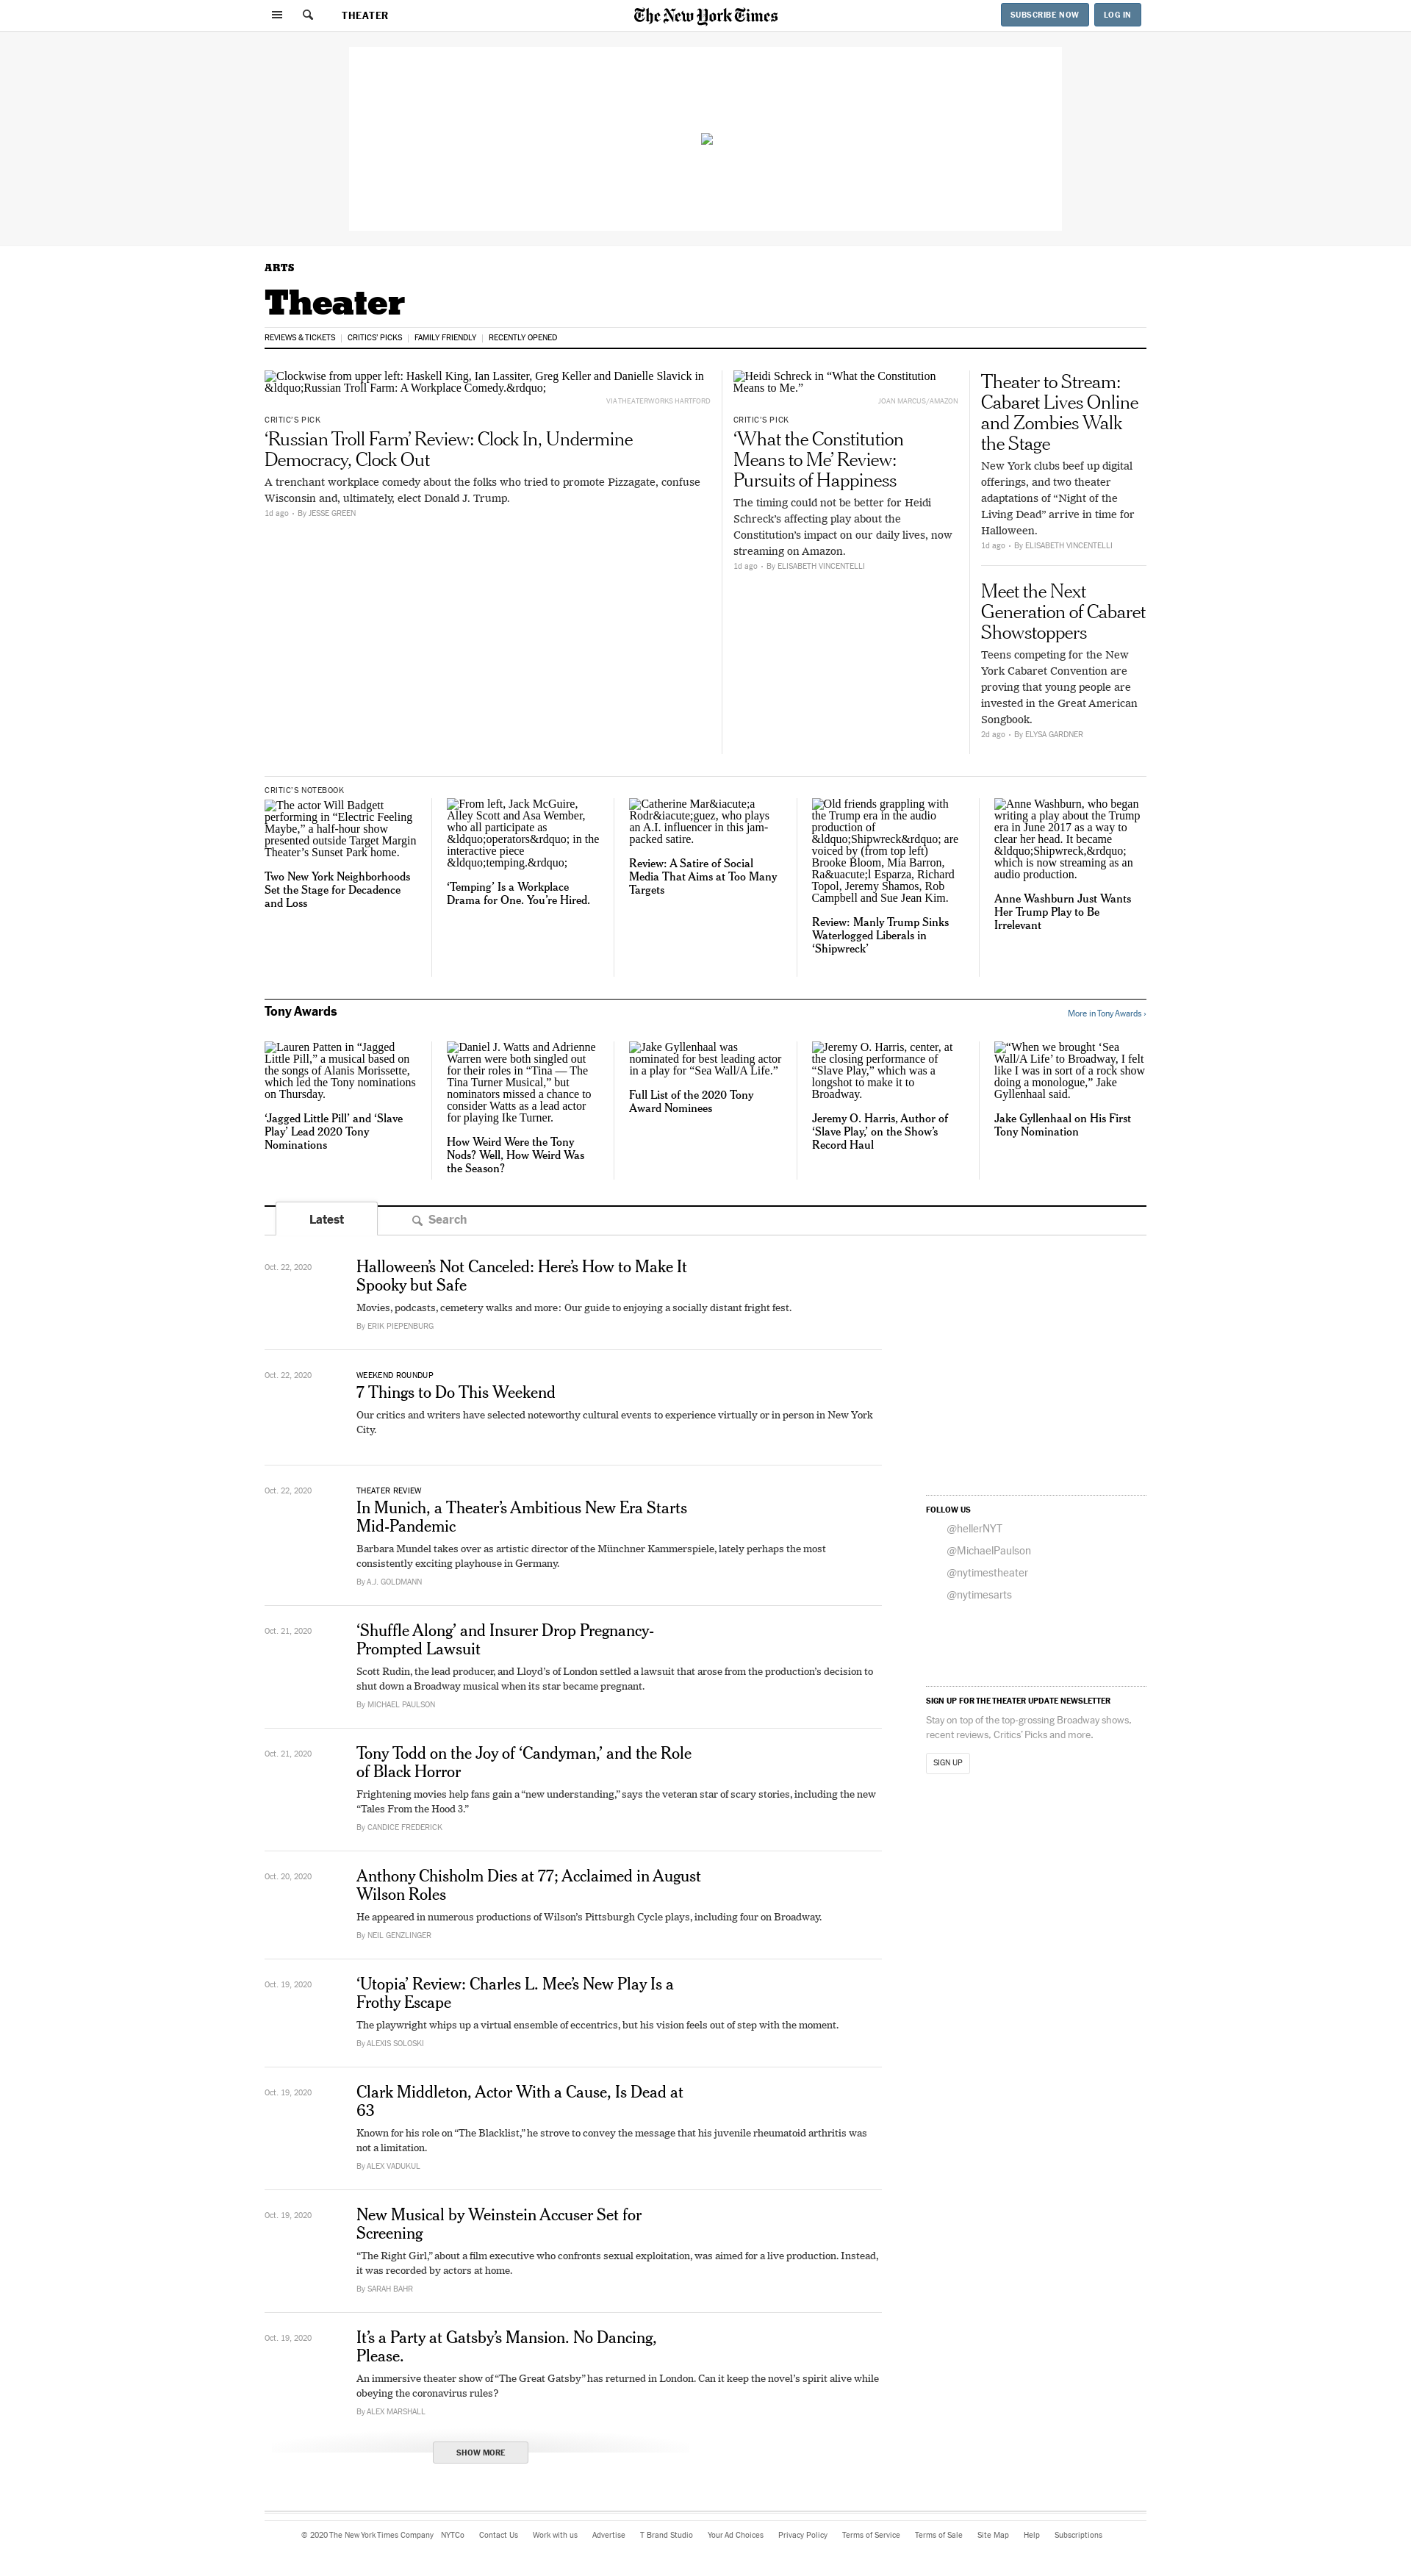 THEATER
The New York Times
SUBSCRIBE NOW
LOG IN
ARTS
Theater
REVIEWS & TICKETS
CRITICS' PICKS
FAMILY FRIENDLY
RECENTLY OPENED
Clockwise from upper left: Haskell King, Ian Lassiter, Greg Keller and Danielle Slavick in
&ldquo;Russian Troll Farm: A Workplace Comedy.&rdquo;
VIA THEATERWORKS HARTFORD
CRITIC'S PICK
‘Russian Troll Farm’ Review: Clock In, Undermine
Democracy, Clock Out
A trenchant workplace comedy about the folks who tried to promote Pizzagate, confuse
Wisconsin and, ultimately, elect Donald J. Trump.
1d ago • By JESSE GREEN
Heidi Schreck in “What the Constitution
Means to Me.”
JOAN MARCUS/AMAZON
CRITIC'S PICK
‘What the Constitution
Means to Me’ Review:
Pursuits of Happiness
The timing could not be better for Heidi
Schreck’s affecting play about the
Constitution’s impact on our daily lives, now
streaming on Amazon.
1d ago • By ELISABETH VINCENTELLI
Theater to Stream:
Cabaret Lives Online
and Zombies Walk
the Stage
New York clubs beef up digital
offerings, and two theater
adaptations of “Night of the
Living Dead” arrive in time for
Halloween.
1d ago • By ELISABETH VINCENTELLI
Meet the Next
Generation of Cabaret
Showstoppers
Teens competing for the New
York Cabaret Convention are
proving that young people are
invested in the Great American
Songbook.
2d ago • By ELYSA GARDNER
CRITIC'S NOTEBOOK
The actor Will Badgett
performing in “Electric Feeling
Maybe,” a half-hour show
presented outside Target Margin
Theater’s Sunset Park home.
Two New York Neighborhoods
Set the Stage for Decadence
and Loss
From left, Jack McGuire,
Alley Scott and Asa Wember,
who all participate as
&ldquo;operators&rdquo; in the
interactive piece
&ldquo;temping.&rdquo;
‘Temping’ Is a Workplace
Drama for One. You’re Hired.
Catherine Mar&iacute;a
Rodr&iacute;guez, who plays
an A.I. influencer in this jam-
packed satire.
Review: A Satire of Social
Media That Aims at Too Many
Targets
Old friends grappling with
the Trump era in the audio
production of
&ldquo;Shipwreck&rdquo; are
voiced by (from top left)
Brooke Bloom, Mia Barron,
Ra&uacute;l Esparza, Richard
Topol, Jeremy Shamos, Rob
Campbell and Sue Jean Kim.
Review: Manly Trump Sinks
Waterlogged Liberals in
‘Shipwreck’
Anne Washburn, who began
writing a play about the Trump
era in June 2017 as a way to
clear her head. It became
&ldquo;Shipwreck,&rdquo;
which is now streaming as an
audio production.
Anne Washburn Just Wants
Her Trump Play to Be
Irrelevant
Tony Awards
More in Tony Awards ›
Lauren Patten in “Jagged
Little Pill,” a musical based on
the songs of Alanis Morissette,
which led the Tony nominations
on Thursday.
‘Jagged Little Pill’ and ‘Slave
Play’ Lead 2020 Tony
Nominations
Daniel J. Watts and Adrienne
Warren were both singled out
for their roles in “Tina — The
Tina Turner Musical,” but
nominators missed a chance to
consider Watts as a lead actor
for playing Ike Turner.
How Weird Were the Tony
Nods? Well, How Weird Was
the Season?
Jake Gyllenhaal was
nominated for best leading actor
in a play for “Sea Wall/A Life.”
Full List of the 2020 Tony
Award Nominees
Jeremy O. Harris, center, at
the closing performance of
“Slave Play,” which was a
longshot to make it to
Broadway.
Jeremy O. Harris, Author of
‘Slave Play,’ on the Show’s
Record Haul
“When we brought ‘Sea
Wall/A Life’ to Broadway, I felt
like I was in sort of a rock show
doing a monologue,” Jake
Gyllenhaal said.
Jake Gyllenhaal on His First
Tony Nomination
Latest
Search
Oct. 22, 2020
Halloween’s Not Canceled: Here’s How to Make It
Spooky but Safe
Movies, podcasts, cemetery walks and more: Our guide to enjoying a socially distant fright fest.
By ERIK PIEPENBURG
Oct. 22, 2020
WEEKEND ROUNDUP
7 Things to Do This Weekend
Our critics and writers have selected noteworthy cultural events to experience virtually or in person in New York
City.
Oct. 22, 2020
THEATER REVIEW
In Munich, a Theater’s Ambitious New Era Starts
Mid-Pandemic
Barbara Mundel takes over as artistic director of the Münchner Kammerspiele, lately perhaps the most
consistently exciting playhouse in Germany.
By A.J. GOLDMANN
Oct. 21, 2020
‘Shuffle Along’ and Insurer Drop Pregnancy-
Prompted Lawsuit
Scott Rudin, the lead producer, and Lloyd’s of London settled a lawsuit that arose from the production’s decision to
shut down a Broadway musical when its star became pregnant.
By MICHAEL PAULSON
Oct. 21, 2020
Tony Todd on the Joy of ‘Candyman,’ and the Role
of Black Horror
Frightening movies help fans gain a “new understanding,” says the veteran star of scary stories, including the new
“Tales From the Hood 3.”
By CANDICE FREDERICK
Oct. 20, 2020
Anthony Chisholm Dies at 77; Acclaimed in August
Wilson Roles
He appeared in numerous productions of Wilson’s Pittsburgh Cycle plays, including four on Broadway.
By NEIL GENZLINGER
Oct. 19, 2020
‘Utopia’ Review: Charles L. Mee’s New Play Is a
Frothy Escape
The playwright whips up a virtual ensemble of eccentrics, but his vision feels out of step with the moment.
By ALEXIS SOLOSKI
Oct. 19, 2020
Clark Middleton, Actor With a Cause, Is Dead at
63
Known for his role on “The Blacklist,” he strove to convey the message that his juvenile rheumatoid arthritis was
not a limitation.
By ALEX VADUKUL
Oct. 19, 2020
New Musical by Weinstein Accuser Set for
Screening
“The Right Girl,” about a film executive who confronts sexual exploitation, was aimed for a live production. Instead,
it was recorded by actors at home.
By SARAH BAHR
Oct. 19, 2020
It’s a Party at Gatsby’s Mansion. No Dancing,
Please.
An immersive theater show of “The Great Gatsby” has returned in London. Can it keep the novel’s spirit alive while
obeying the coronavirus rules?
By ALEX MARSHALL
SHOW MORE
FOLLOW US
@hellerNYT
@MichaelPaulson
@nytimestheater
@nytimesarts
SIGN UP FOR THE THEATER UPDATE NEWSLETTER
Stay on top of the top-grossing Broadway shows,
recent reviews, Critics’ Picks and more.
SIGN UP
© 2020 The New York Times Company
NYTCo
Contact Us
Work with us
Advertise
T Brand Studio
Your Ad Choices
Privacy Policy
Terms of Service
Terms of Sale
Site Map
Help
Subscriptions